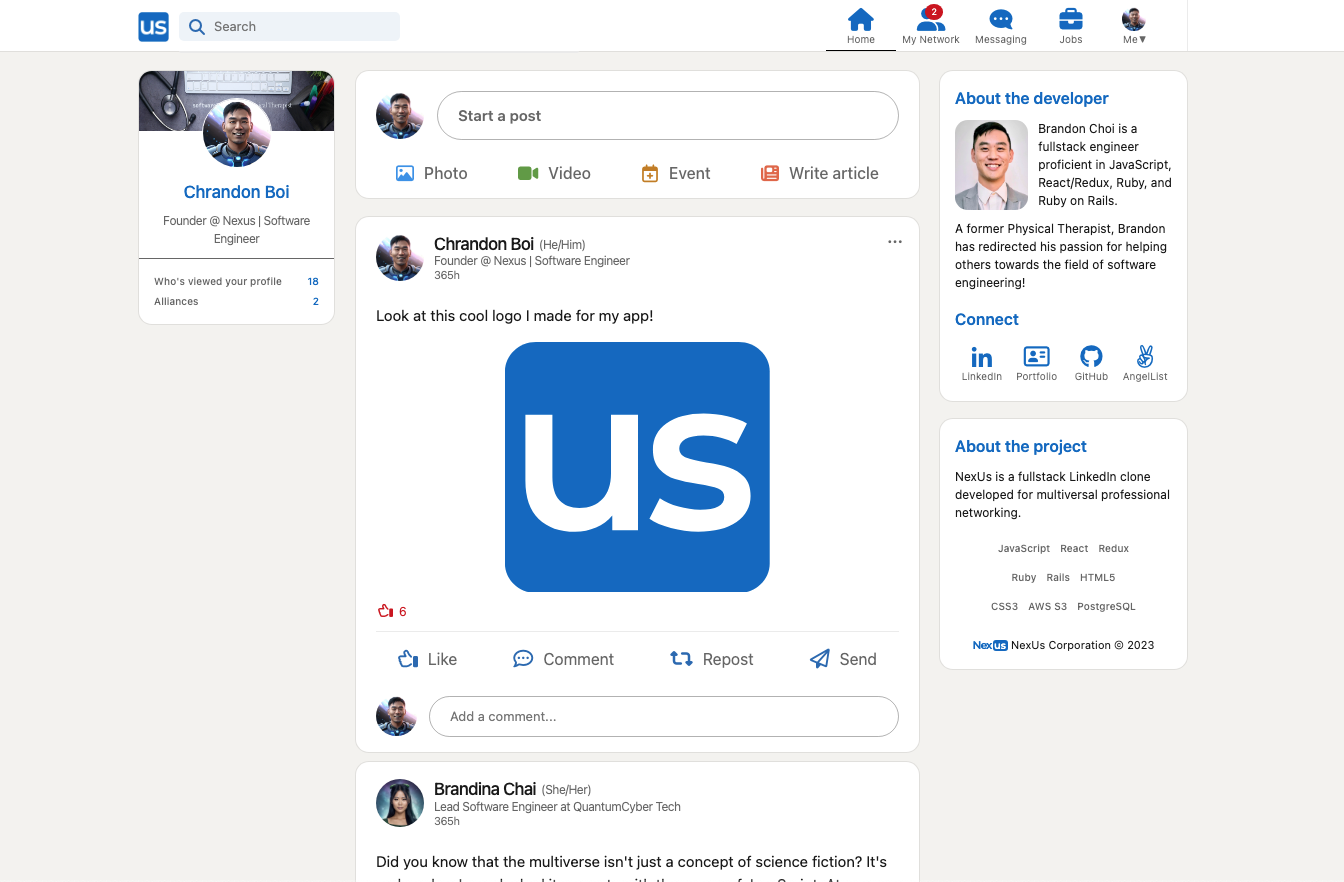 us
Search
Home
2
My Network
Messaging
Jobs
Me▼
Chrandon Boi
Founder @ Nexus | Software
Engineer
Who's viewed your profile 18
Alliances 2
Start a post
Photo
Video
Event
Write article
Chrandon Boi (He/Him)
Founder @ Nexus | Software Engineer
365h
Look at this cool logo I made for my app!
us
6
Like
Comment
Repost
Send
Add a comment...
Brandina Chai (She/Her)
Lead Software Engineer at QuantumCyber Tech
365h
Did you know that the multiverse isn't just a concept of science fiction? It's
About the developer
Brandon Choi is a
fullstack engineer
proficient in JavaScript,
React/Redux, Ruby, and
Ruby on Rails.
A former Physical Therapist, Brandon
has redirected his passion for helping
others towards the field of software
engineering!
Connect
LinkedIn
Portfolio
GitHub
AngelList
About the project
NexUs is a fullstack LinkedIn clone
developed for multiversal professional
networking.
JavaScript React Redux
Ruby Rails HTML5
CSS3 AWS S3 PostgreSQL
Nexus NexUs Corporation © 2023